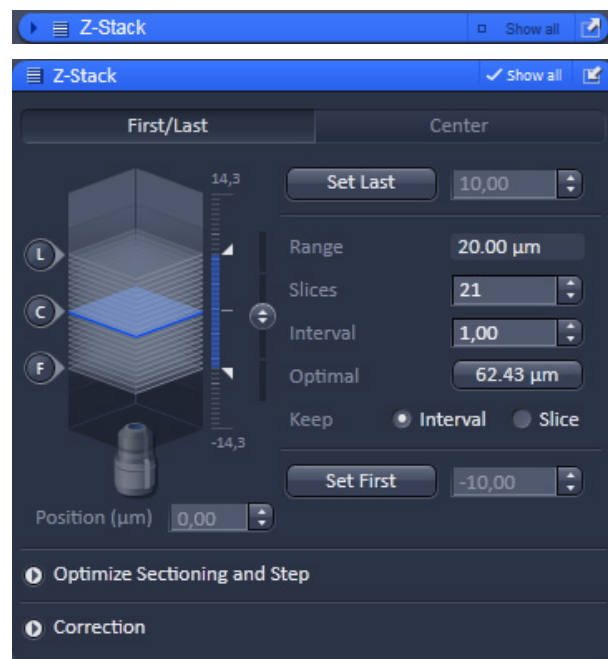 Z-Stack Show all
Z-Stack Show all
First/Last Center
14,3 Set Last 10,00
L
Range 20.00 µm
Slices 21
C
Interval 1,00
F
Optimal 62.43 µm
Keep Interval Slice
-14,3
Set First -10,00
Position (µm) 0,00
Optimize Sectioning and Step
Correction